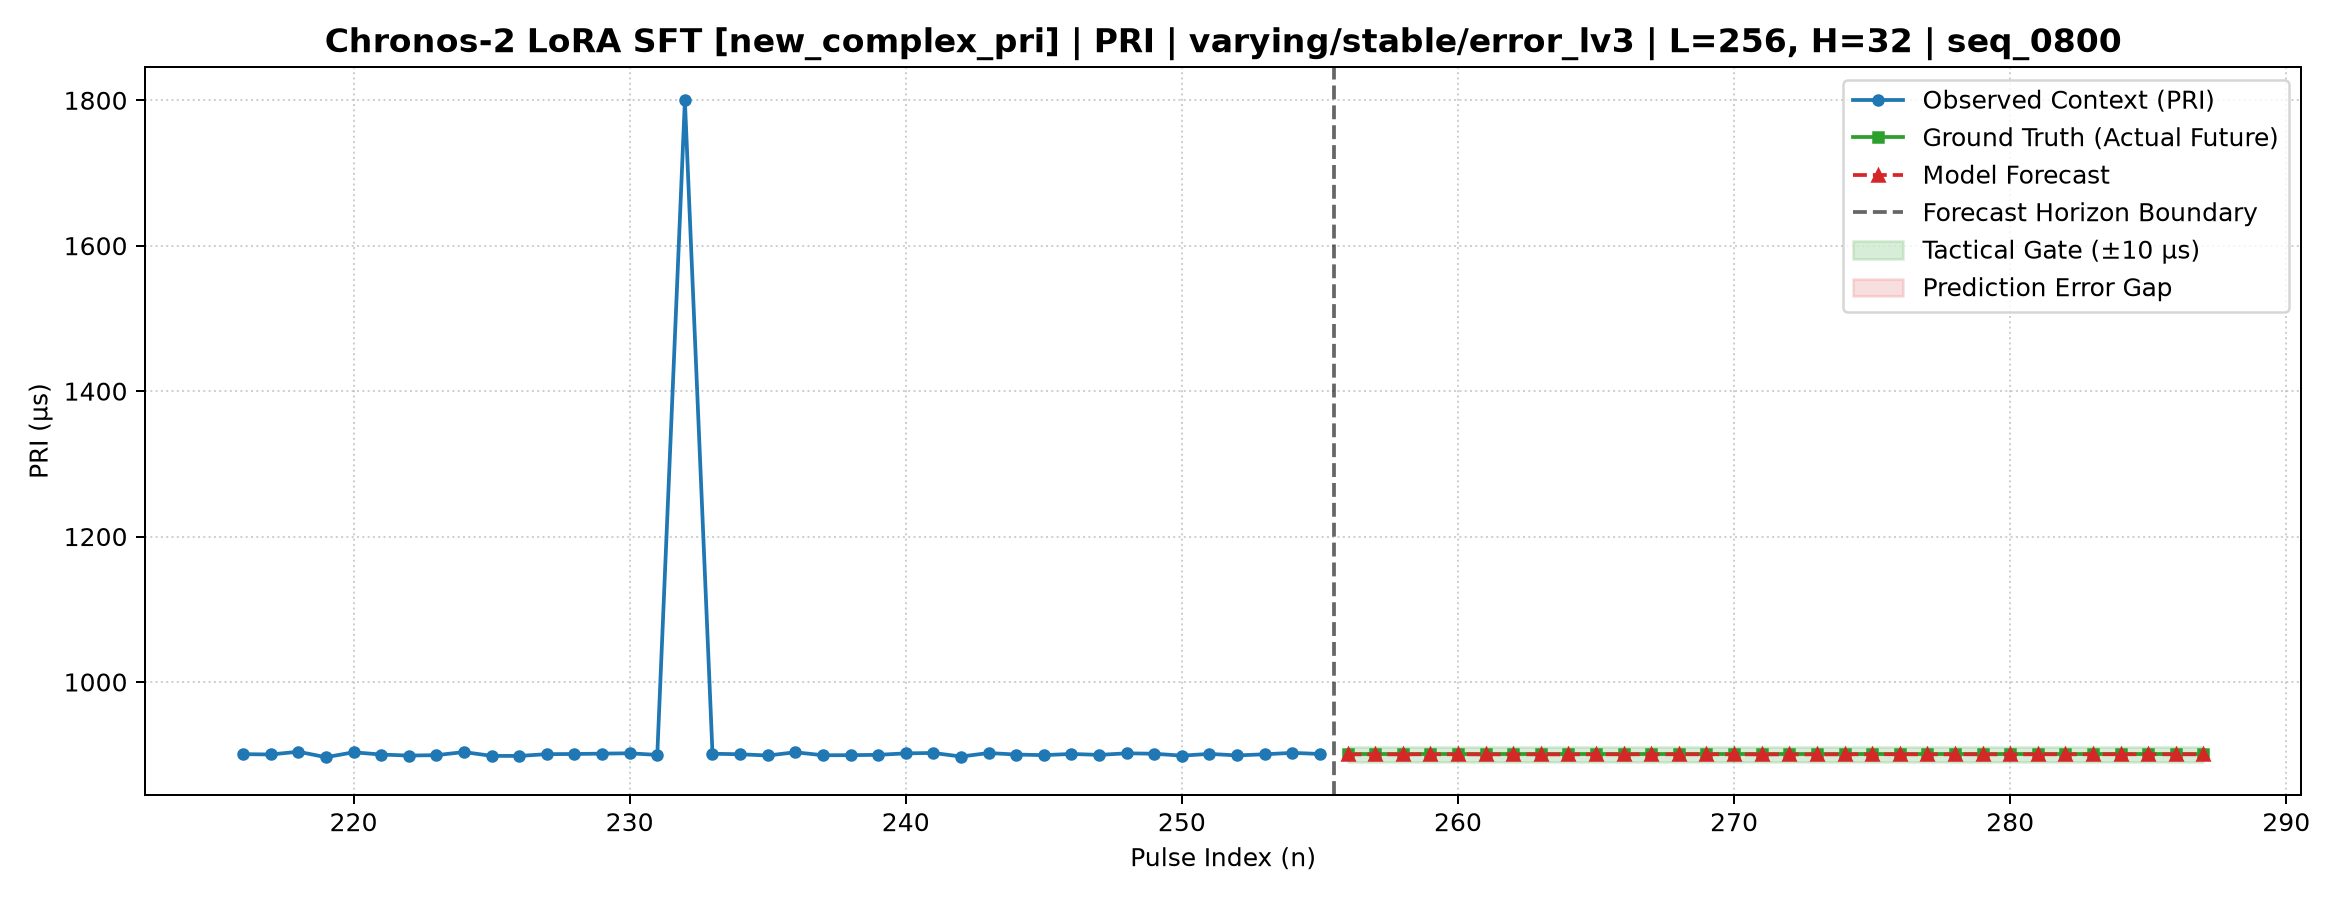 Chronos-2 LoRA SFT [new_complex_pri] | PRI | varying/stable/error_lv3 | L=256, H=32 | seq_0800
Observed Context (PRI)
Ground Truth (Actual Future)
Model Forecast
Forecast Horizon Boundary
Tactical Gate (±10 µs)
Prediction Error Gap
PRI (µs)
1800
1600
1400
1200
1000
220 230 240 250 260 270 280 290
Pulse Index (n)